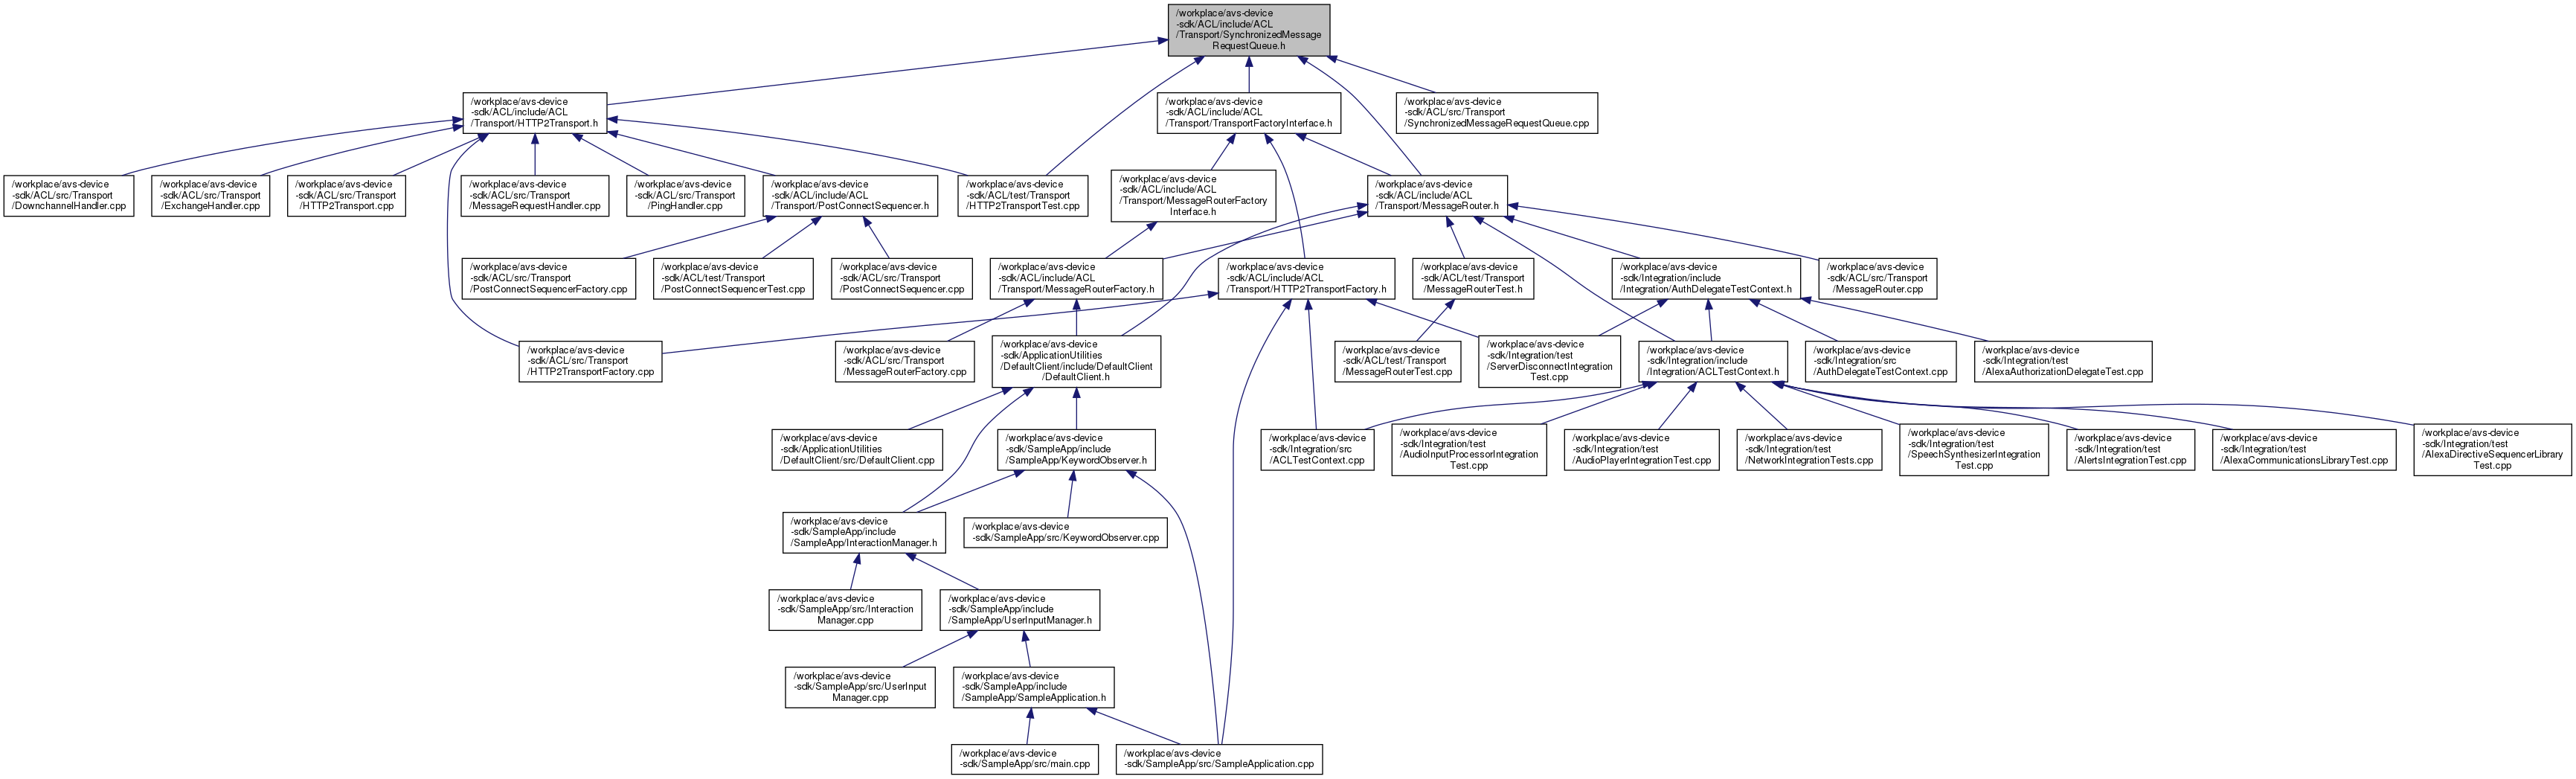 /workplace/avs-device
-sdk/ACL/include/ACL
/Transport/SynchronizedMessage
RequestQueue.h
/workplace/avs-device
-sdk/ACL/include/ACL
/Transport/HTTP2Transport.h
/workplace/avs-device
-sdk/ACL/include/ACL
/Transport/TransportFactoryInterface.h
/workplace/avs-device
-sdk/ACL/src/Transport
/SynchronizedMessageRequestQueue.cpp
/workplace/avs-device
-sdk/ACL/src/Transport
/DownchannelHandler.cpp
/workplace/avs-device
-sdk/ACL/src/Transport
/ExchangeHandler.cpp
/workplace/avs-device
-sdk/ACL/src/Transport
/HTTP2Transport.cpp
/workplace/avs-device
-sdk/ACL/src/Transport
/MessageRequestHandler.cpp
/workplace/avs-device
-sdk/ACL/src/Transport
/PingHandler.cpp
/workplace/avs-device
-sdk/ACL/include/ACL
/Transport/PostConnectSequencer.h
/workplace/avs-device
-sdk/ACL/test/Transport
/HTTP2TransportTest.cpp
/workplace/avs-device
-sdk/ACL/include/ACL
/Transport/MessageRouterFactory
Interface.h
/workplace/avs-device
-sdk/ACL/include/ACL
/Transport/MessageRouter.h
/workplace/avs-device
-sdk/ACL/src/Transport
/PostConnectSequencerFactory.cpp
/workplace/avs-device
-sdk/ACL/test/Transport
/PostConnectSequencerTest.cpp
/workplace/avs-device
-sdk/ACL/src/Transport
/PostConnectSequencer.cpp
/workplace/avs-device
-sdk/ACL/include/ACL
/Transport/MessageRouterFactory.h
/workplace/avs-device
-sdk/ACL/include/ACL
/Transport/HTTP2TransportFactory.h
/workplace/avs-device
-sdk/ACL/test/Transport
/MessageRouterTest.h
/workplace/avs-device
-sdk/Integration/include
/Integration/AuthDelegateTestContext.h
/workplace/avs-device
-sdk/ACL/src/Transport
/MessageRouter.cpp
/workplace/avs-device
-sdk/ACL/src/Transport
/HTTP2TransportFactory.cpp
/workplace/avs-device
-sdk/ACL/src/Transport
/MessageRouterFactory.cpp
/workplace/avs-device
-sdk/ApplicationUtilities
/DefaultClient/include/DefaultClient
/DefaultClient.h
/workplace/avs-device
-sdk/ACL/test/Transport
/MessageRouterTest.cpp
/workplace/avs-device
-sdk/Integration/test
/ServerDisconnectIntegration
Test.cpp
/workplace/avs-device
-sdk/Integration/include
/Integration/ACLTestContext.h
/workplace/avs-device
-sdk/Integration/src
/AuthDelegateTestContext.cpp
/workplace/avs-device
-sdk/Integration/test
/AlexaAuthorizationDelegateTest.cpp
/workplace/avs-device
-sdk/ApplicationUtilities
/DefaultClient/src/DefaultClient.cpp
/workplace/avs-device
-sdk/SampleApp/include
/SampleApp/KeywordObserver.h
/workplace/avs-device
-sdk/Integration/src
/ACLTestContext.cpp
/workplace/avs-device
-sdk/Integration/test
/AudioInputProcessorIntegration
Test.cpp
/workplace/avs-device
-sdk/Integration/test
/AudioPlayerIntegrationTest.cpp
/workplace/avs-device
-sdk/Integration/test
/NetworkIntegrationTests.cpp
/workplace/avs-device
-sdk/Integration/test
/SpeechSynthesizerIntegration
Test.cpp
/workplace/avs-device
-sdk/Integration/test
/AlertsIntegrationTest.cpp
/workplace/avs-device
-sdk/Integration/test
/AlexaCommunicationsLibraryTest.cpp
/workplace/avs-device
-sdk/Integration/test
/AlexaDirectiveSequencerLibrary
Test.cpp
/workplace/avs-device
-sdk/SampleApp/include
/SampleApp/InteractionManager.h
/workplace/avs-device
-sdk/SampleApp/src/KeywordObserver.cpp
/workplace/avs-device
-sdk/SampleApp/src/Interaction
Manager.cpp
/workplace/avs-device
-sdk/SampleApp/include
/SampleApp/UserInputManager.h
/workplace/avs-device
-sdk/SampleApp/src/UserInput
Manager.cpp
/workplace/avs-device
-sdk/SampleApp/include
/SampleApp/SampleApplication.h
/workplace/avs-device
-sdk/SampleApp/src/main.cpp
/workplace/avs-device
-sdk/SampleApp/src/SampleApplication.cpp